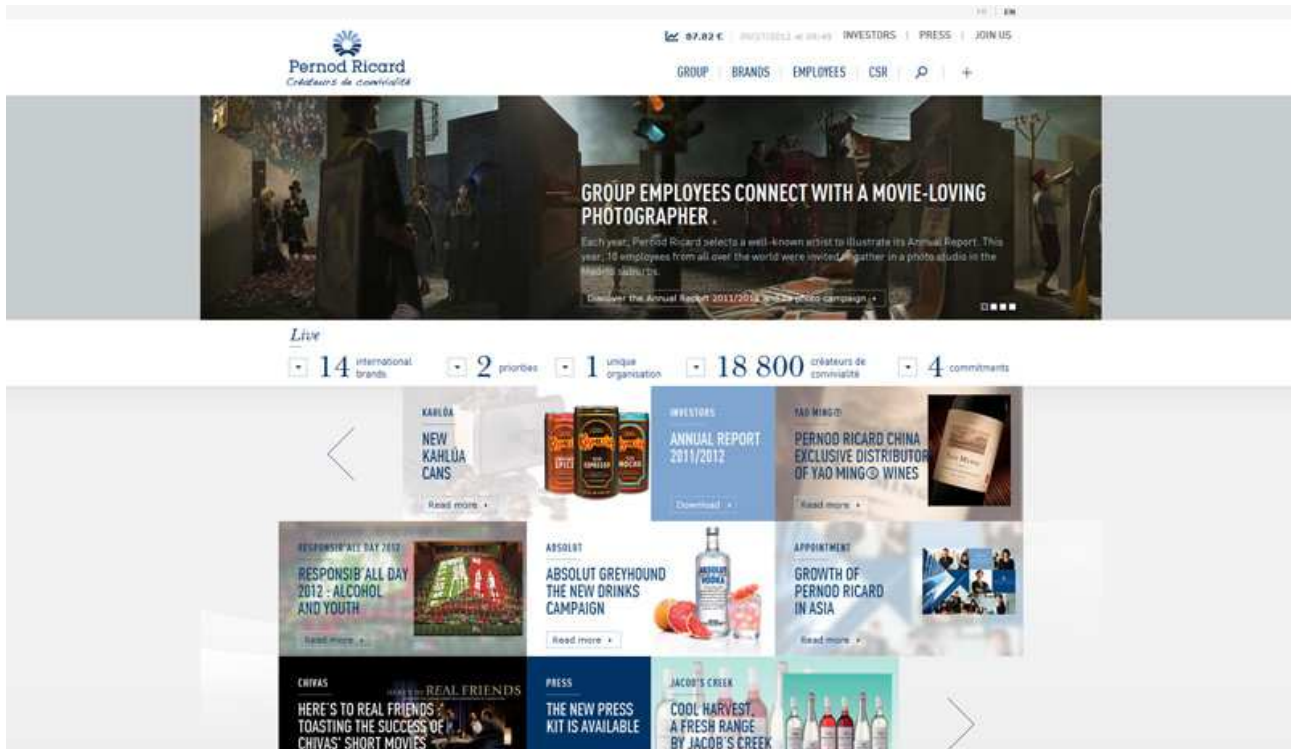 EN
87.82 €
INVESTORS | PRESS | JOIN US
Pernod Ricard
Créateurs de convivialité
GROUP | BRANDS | EMPLOYEES | CSR
GROUP EMPLOYEES CONNECT WITH A MOVIE-LOVING
PHOTOGRAPHER .
Each year, Pernod Ricard selects a well-known artist to illustrate its Annual Report. This
year, 18 employees from all over the world were invited to gather in a photo studio in the
suburbs.
Discover the Annual Report 2011/2012 and its photo campaign
Live
14 international brands
2 priorities
1 unique organisation
18 800 créateurs de convivialité
4 commitments
KAHLÚA
NEW
KAHLÚA
CANS
Read more
INVESTORS
ANNUAL REPORT
2011/2012
Download
YAO MING®
PERNOD RICARD CHINA
EXCLUSIVE DISTRIBUTOR
OF YAO MING® WINES
Read more
RESPONSIB'ALL DAY 2012
RESPONSIB'ALL DAY
2012 : ALCOHOL
AND YOUTH
Read more
ABSOLUT
ABSOLUT GREYHOUND
THE NEW DRINKS
CAMPAIGN
Read more
ABSOLUT
VODKA
APPOINTMENT
GROWTH OF
PERNOD RICARD
IN ASIA
Read more
CHIVAS
HERE'S TO REAL FRIENDS
HERE'S TO REAL FRIENDS :
TOASTING THE SUCCESS OF
CHIVAS' SHORT MOVIES
PRESS
THE NEW PRESS
KIT IS AVAILABLE
JACOB'S CREEK
COOL HARVEST,
A FRESH RANGE
BY JACOB'S CREEK